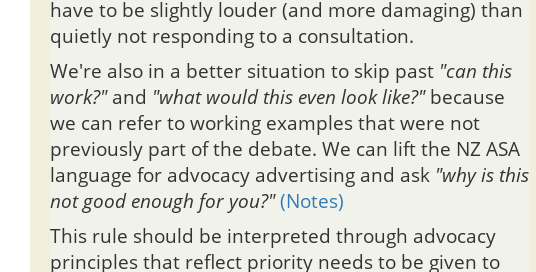 have to be slightly louder (and more damaging) than
quietly not responding to a consultation.
We're also in a better situation to skip past "can this
work?" and "what would this even look like?" because
we can refer to working examples that were not
previously part of the debate. We can lift the NZ ASA
language for advocacy advertising and ask "why is this
not good enough for you?" (Notes)
This rule should be interpreted through advocacy
principles that reflect priority needs to be given to